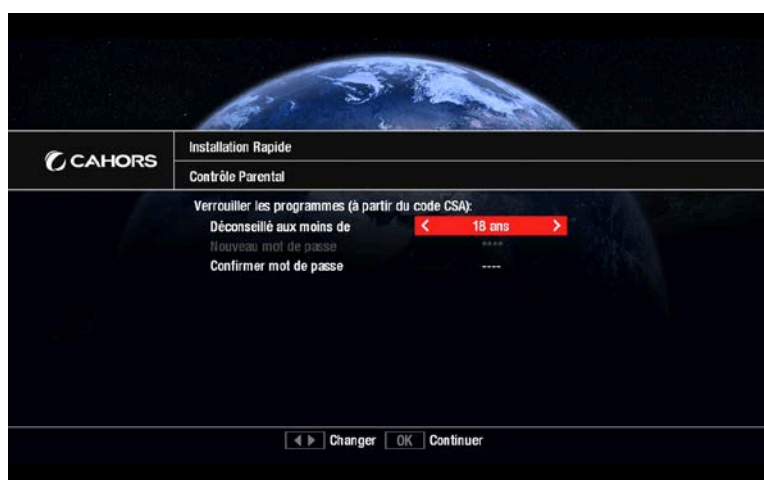 CAHORS
Installation Rapide
Contrôle Parental
Verrouiller les programmes (à partir du code CSA):
Déconseillé aux moins de < 18 ans >
Nouveau mot de passe ****
Confirmer mot de passe ----
Changer OK Continuer